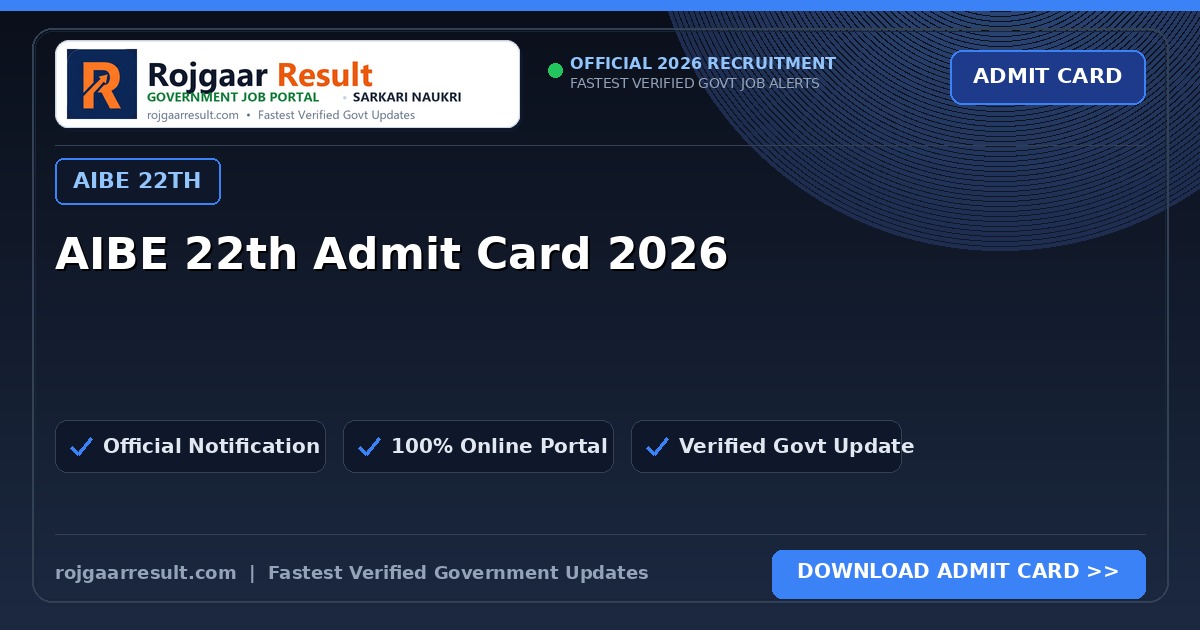 Rojgaar Result
GOVERNMENT JOB PORTAL • SARKARI NAUKRI
rojgaarresult.com • Fastest Verified Govt Updates
OFFICIAL 2026 RECRUITMENT
FASTEST VERIFIED GOVT JOB ALERTS
ADMIT CARD
AIBE 22TH
AIBE 22th Admit Card 2026
Official Notification
100% Online Portal
Verified Govt Update
rojgaarresult.com | Fastest Verified Government Updates
DOWNLOAD ADMIT CARD >>